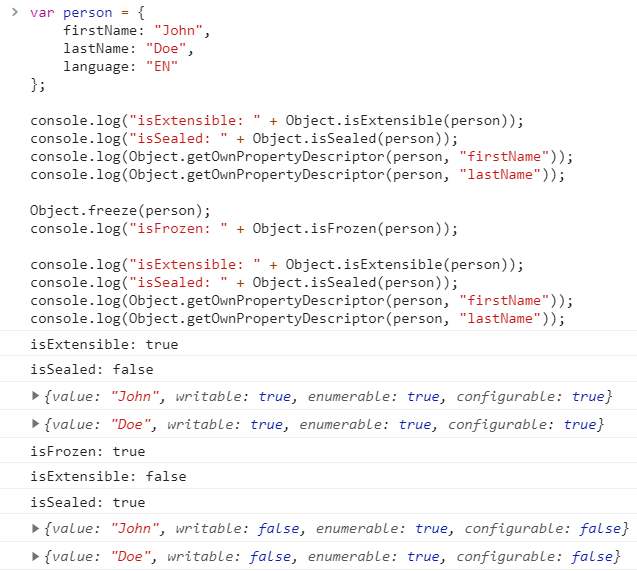 > var person = {
    firstName: "John",
    lastName: "Doe",
    language: "EN"
};

console.log("isExtensible: " + Object.isExtensible(person));
console.log("isSealed: " + Object.isSealed(person));
console.log(Object.getOwnPropertyDescriptor(person, "firstName"));
console.log(Object.getOwnPropertyDescriptor(person, "lastName"));

Object.freeze(person);
console.log("isFrozen: " + Object.isFrozen(person));

console.log("isExtensible: " + Object.isExtensible(person));
console.log("isSealed: " + Object.isSealed(person));
console.log(Object.getOwnPropertyDescriptor(person, "firstName"));
console.log(Object.getOwnPropertyDescriptor(person, "lastName"));
isExtensible: true
isSealed: false
▶{value: "John", writable: true, enumerable: true, configurable: true}
▶{value: "Doe", writable: true, enumerable: true, configurable: true}
isFrozen: true
isExtensible: false
isSealed: true
▶{value: "John", writable: false, enumerable: true, configurable: false}
▶{value: "Doe", writable: false, enumerable: true, configurable: false}